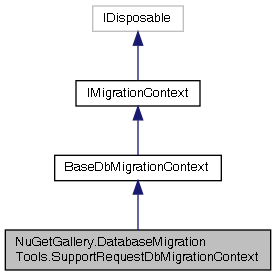 IDisposable
IMigrationContext
BaseDbMigrationContext
NuGetGallery.DatabaseMigration
Tools.SupportRequestDbMigrationContext